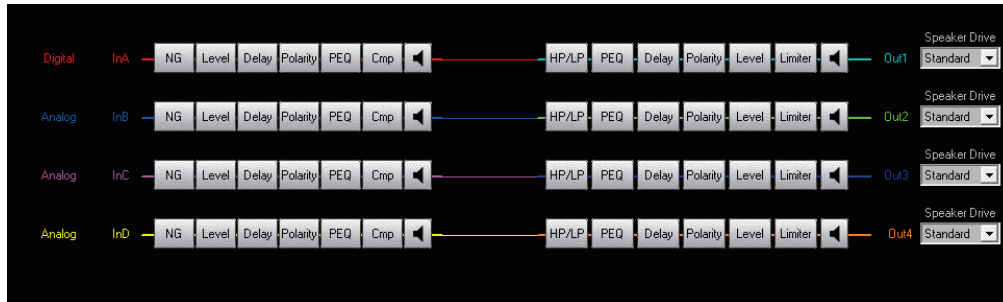 Speaker Drive
Digital InA NG Level Delay Polarity PEQ Cmp HP/LP PEQ Delay Polarity Level Limiter Out1 Standard
Speaker Drive
Analog InB NG Level Delay Polarity PEQ Cmp HP/LP PEQ Delay Polarity Level Limiter Out2 Standard
Speaker Drive
Analog InC NG Level Delay Polarity PEQ Cmp HP/LP PEQ Delay Polarity Level Limiter Out3 Standard
Speaker Drive
Analog InD NG Level Delay Polarity PEQ Cmp HP/LP PEQ Delay Polarity Level Limiter Out4 Standard